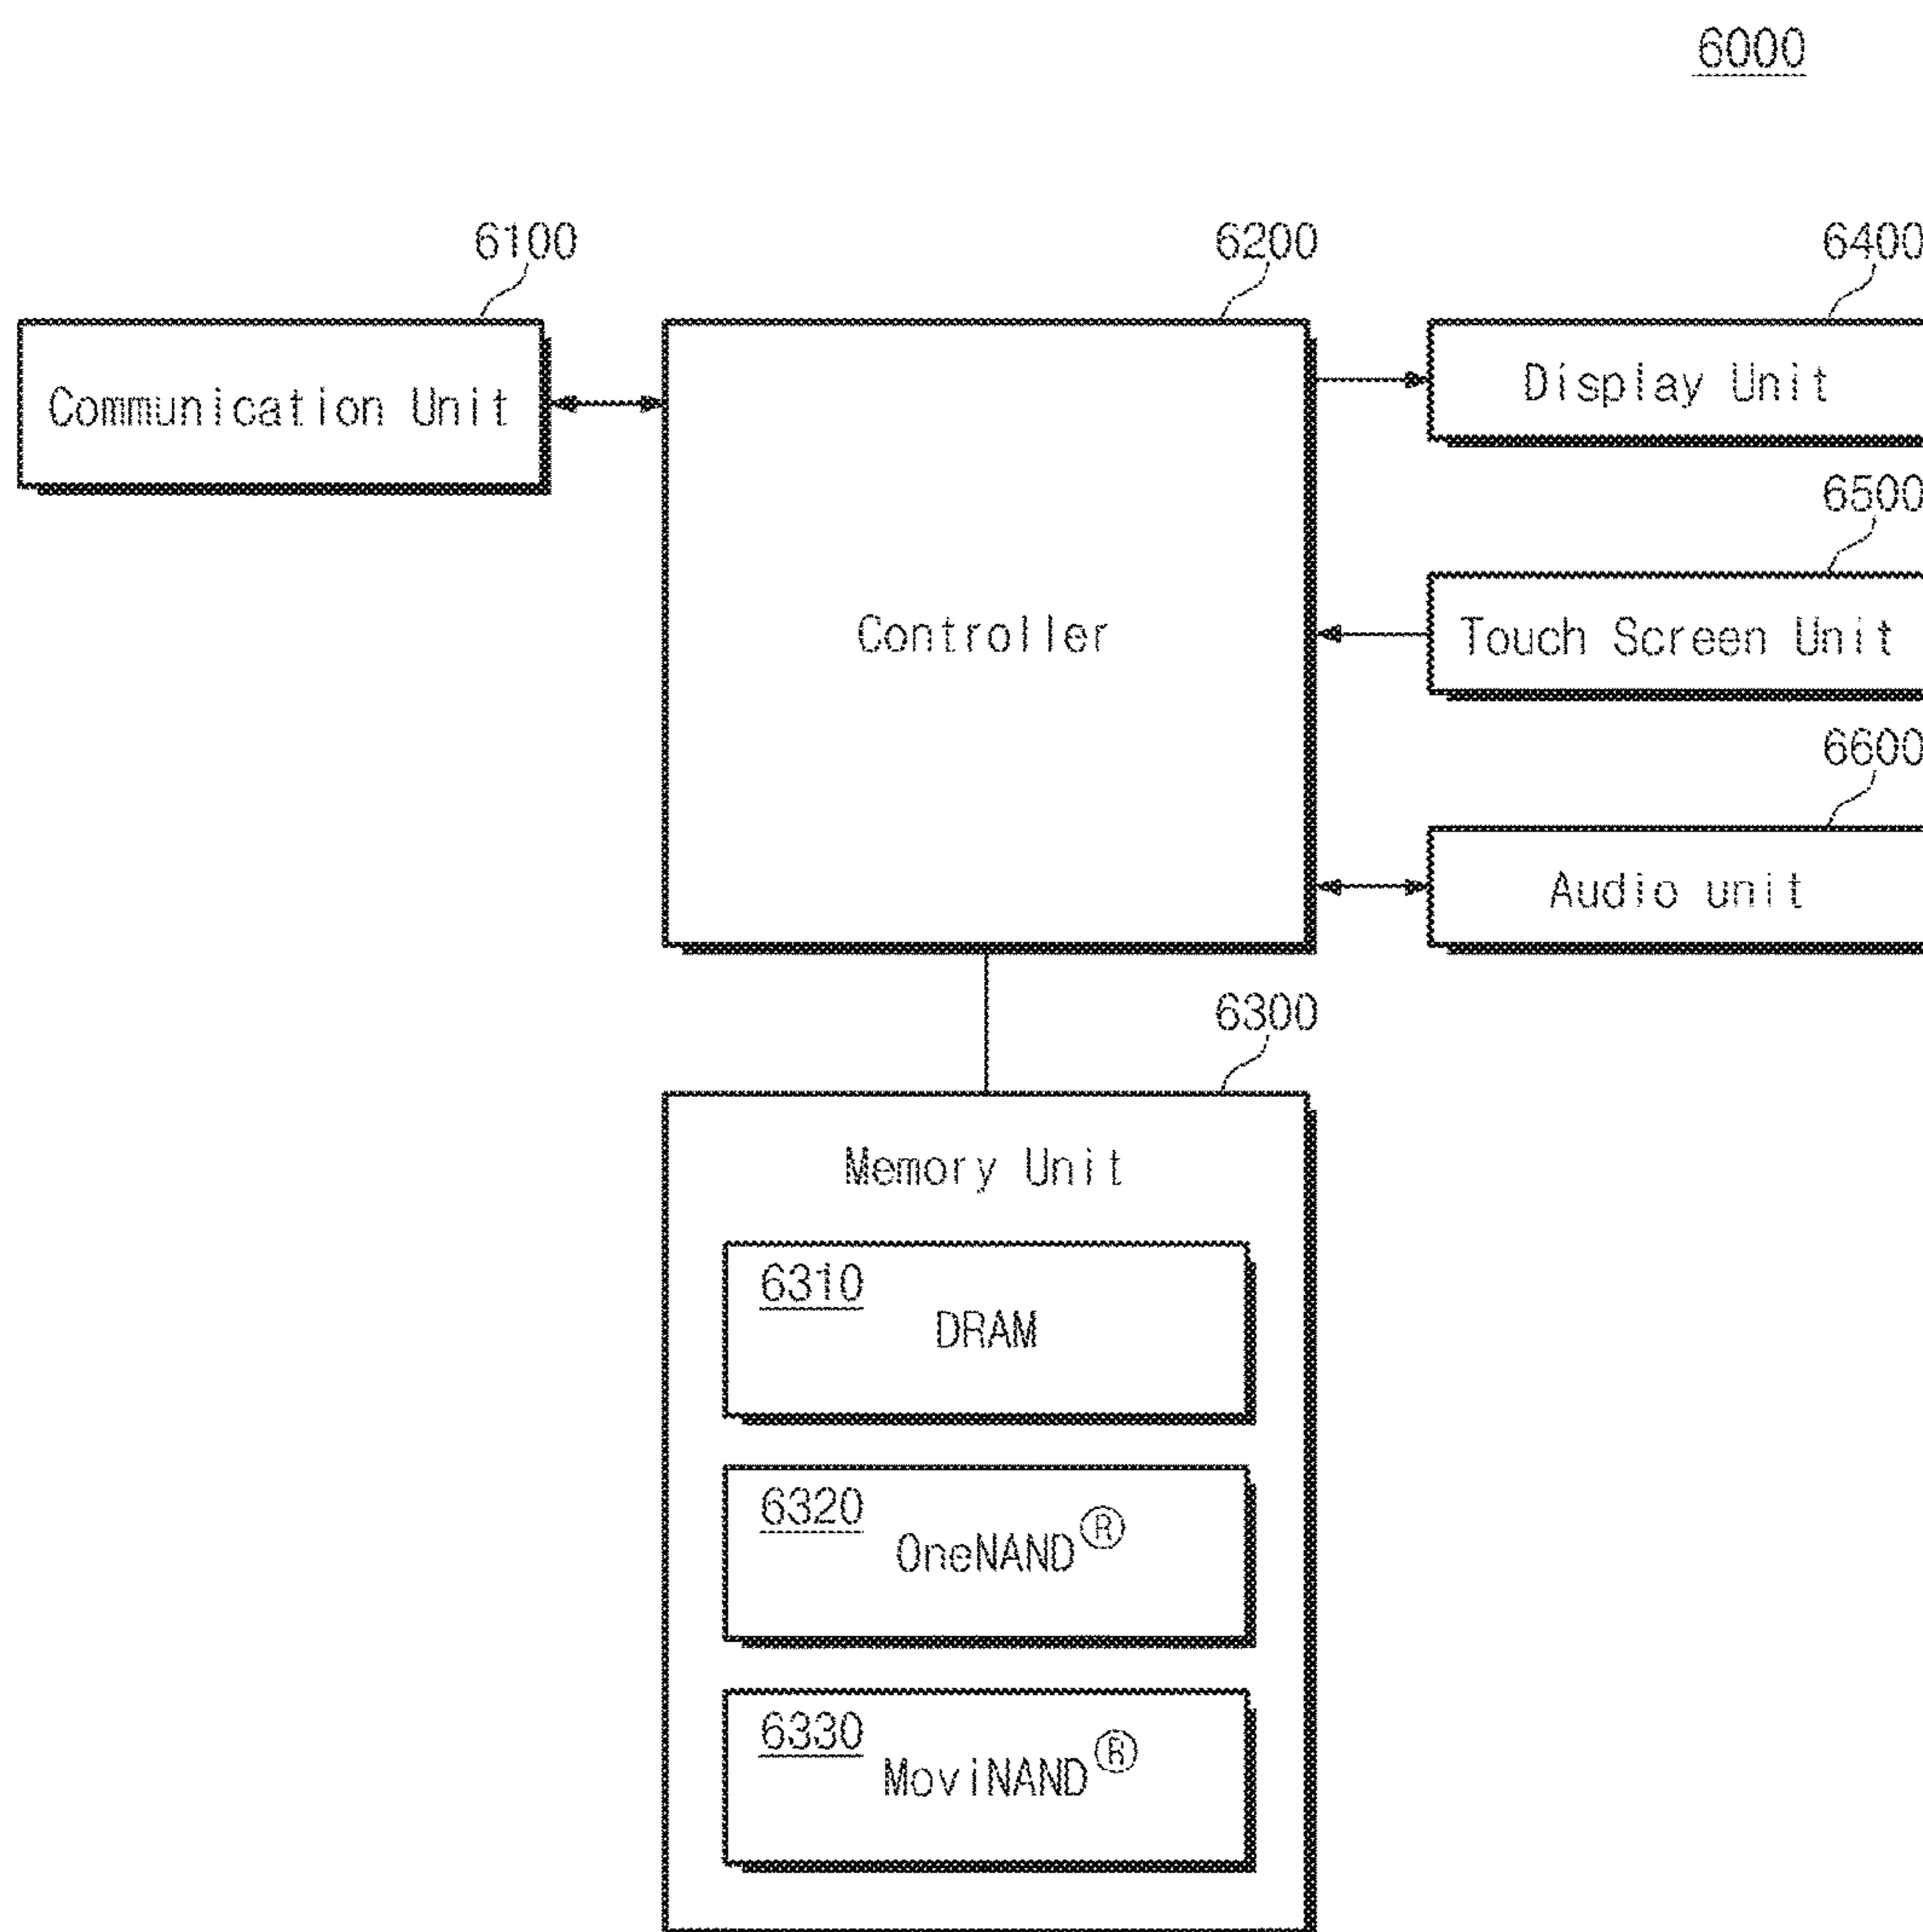 6000
6100
6200
6400
Communication Unit
Controller
Display Unit
6500
Touch Screen Unit
6600
Audio unit
6300
Memory Unit
6310
DRAM
6320
OneNAND®
6330
MoviNAND®